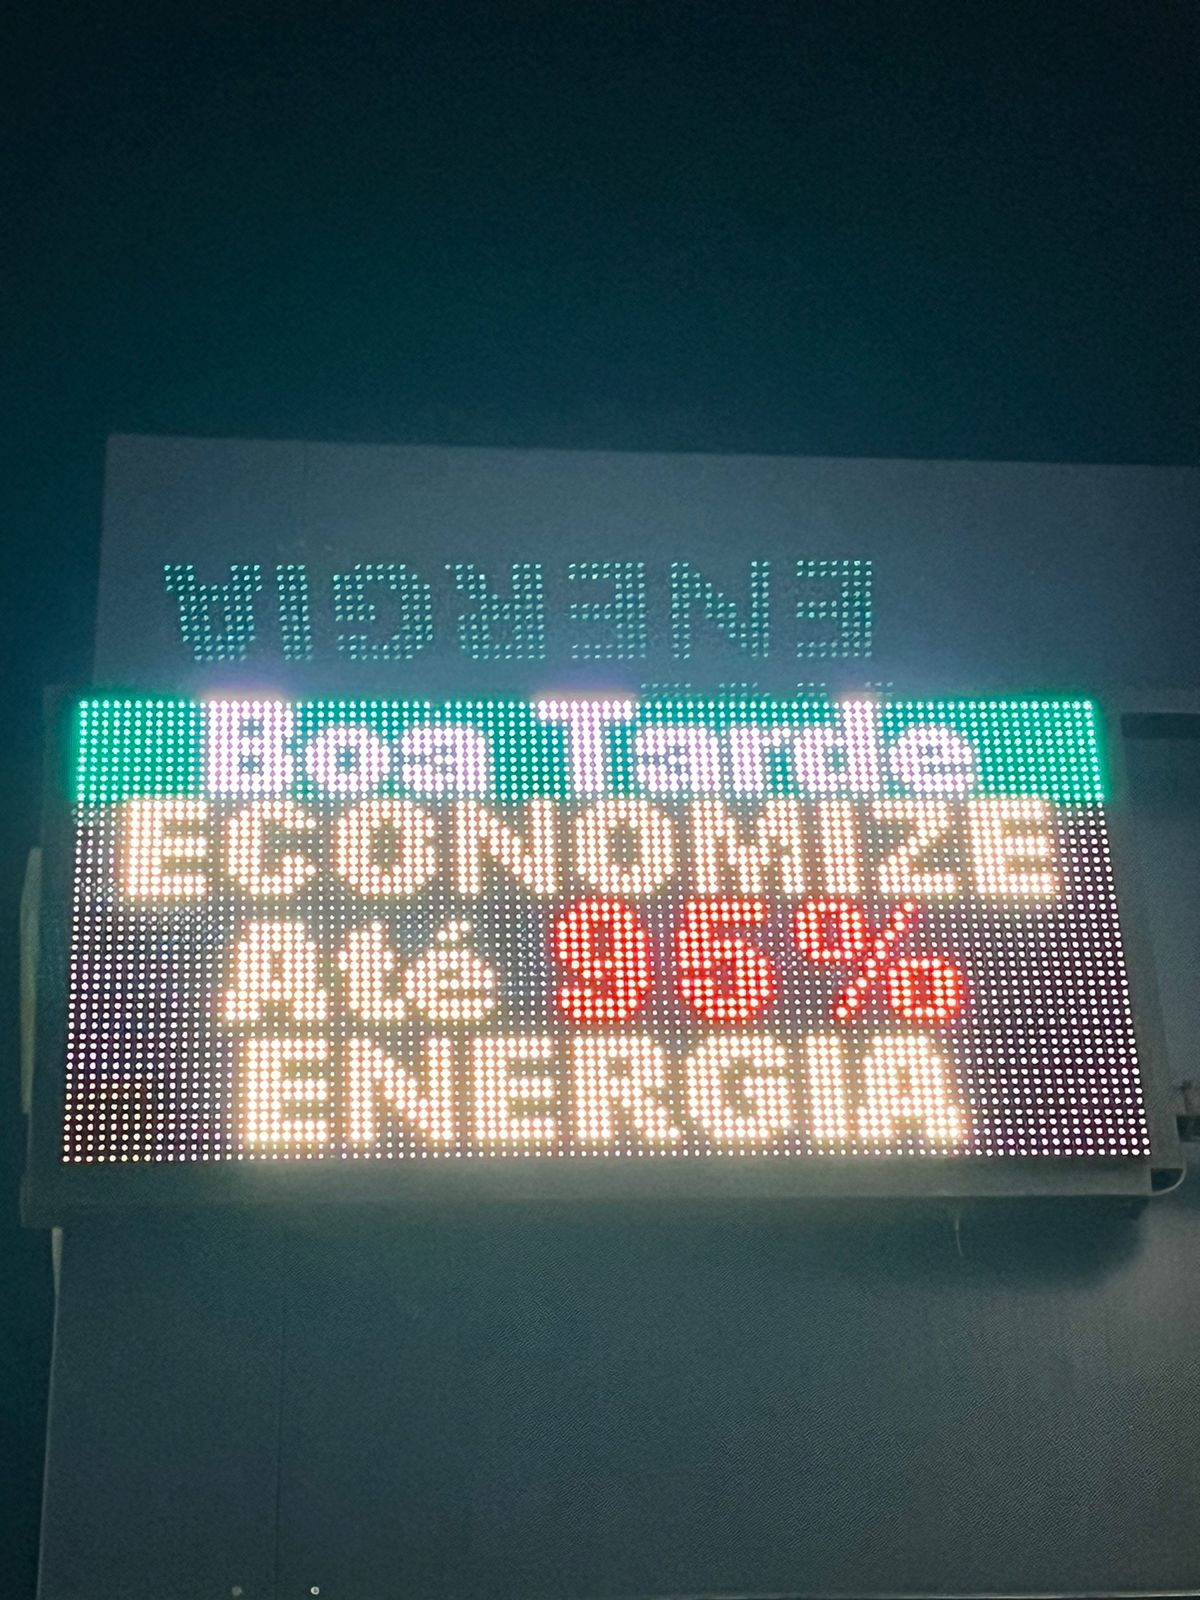 Boa Tarde
ECONOMIZE
Até 95%
ENERGIA